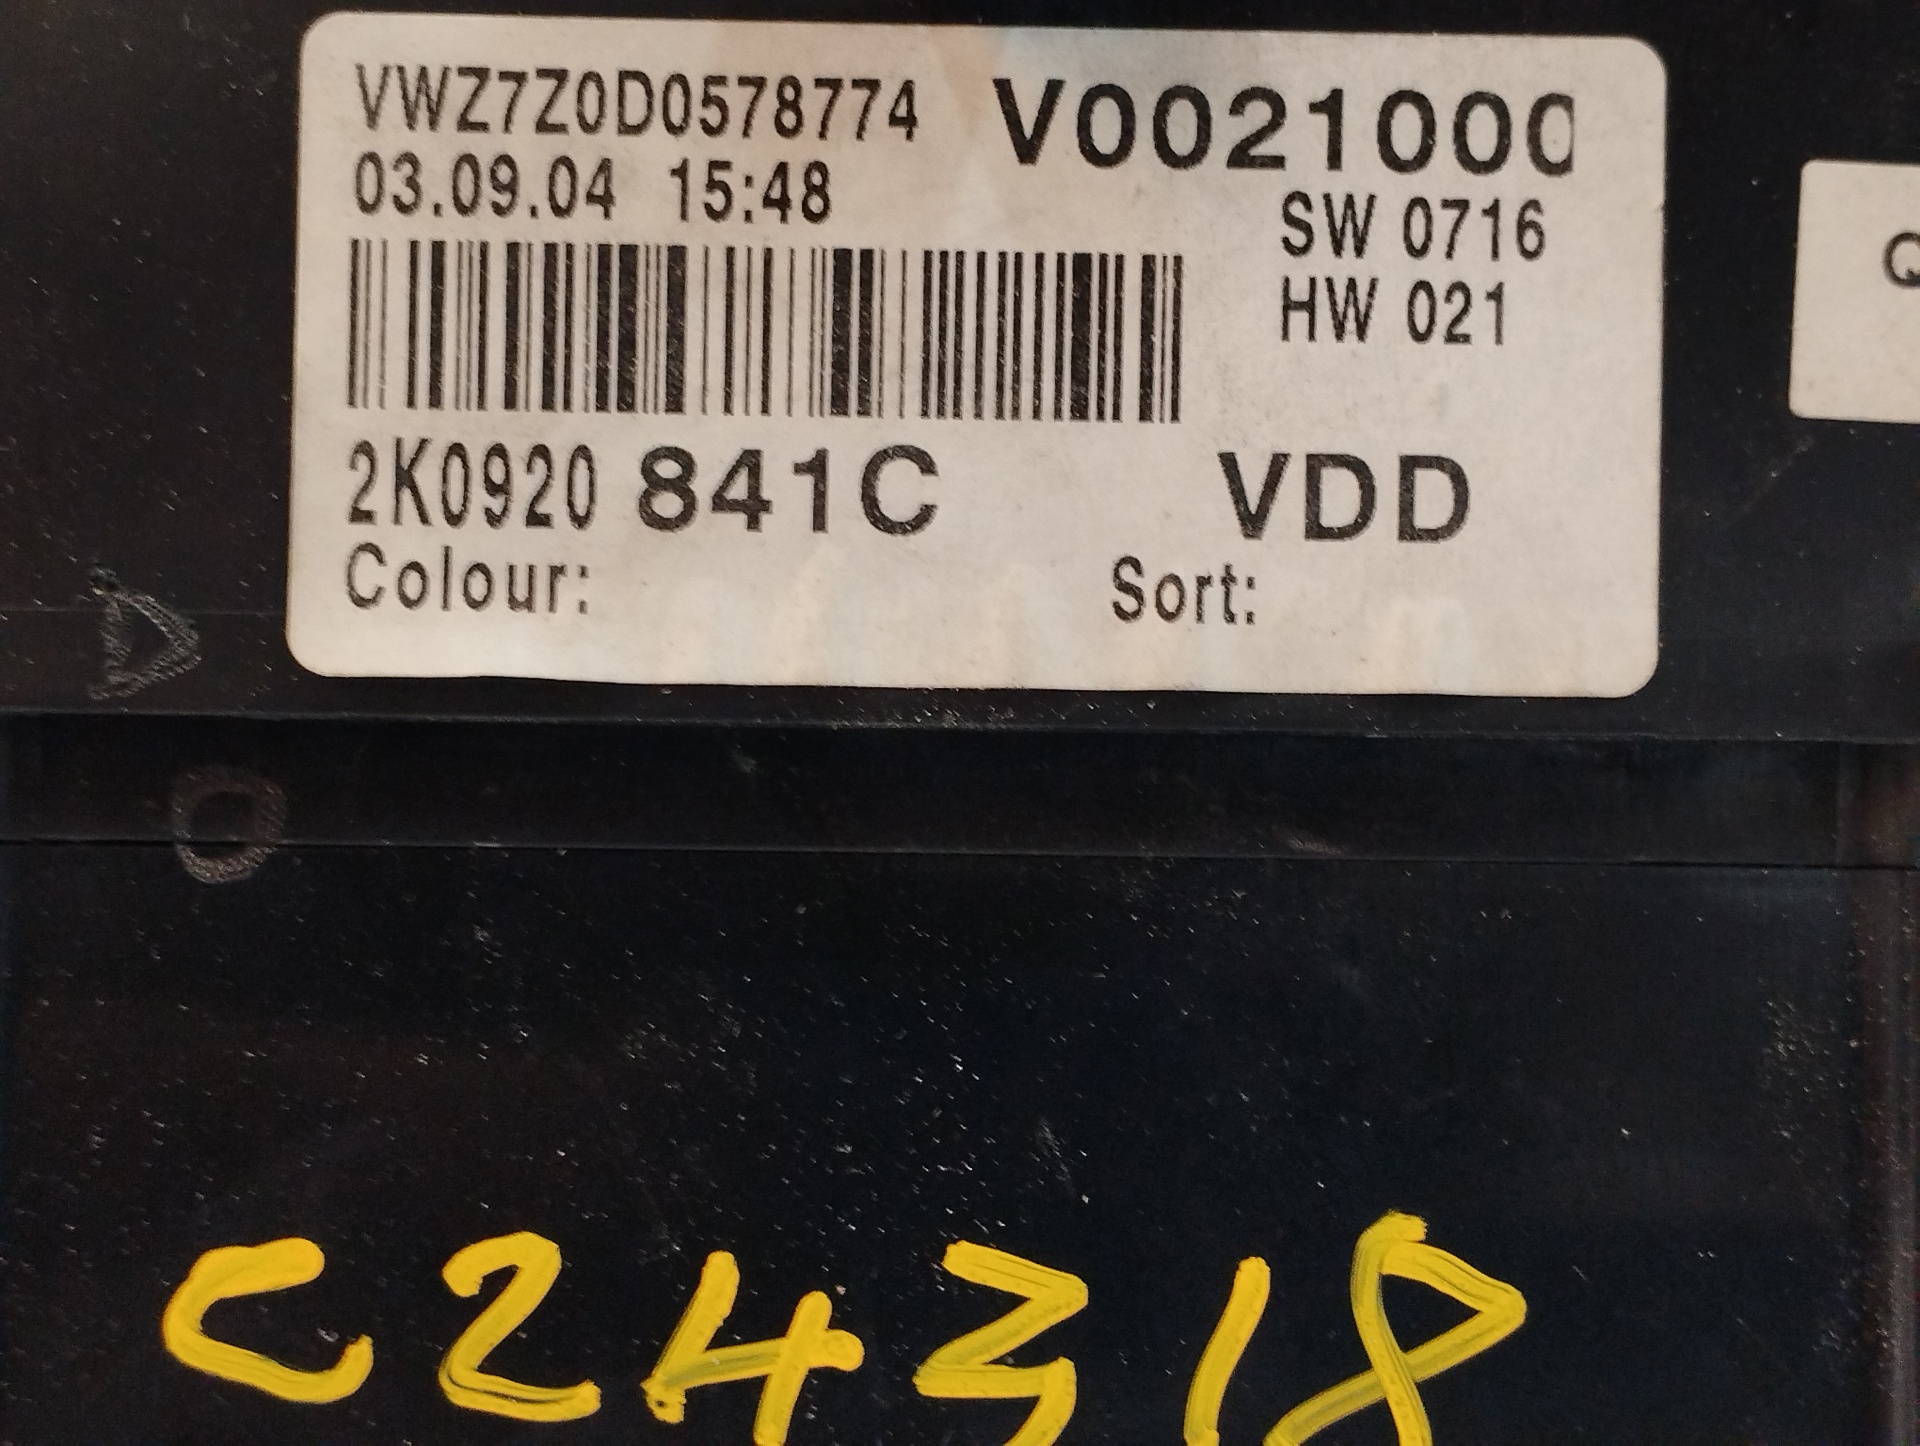 VWZ7Z0D0578774 V0021000
03.09.04 15:48
SW 0716
HW 021
2K0920 841C VDD
Colour: Sort:
Q
D
O
C24318